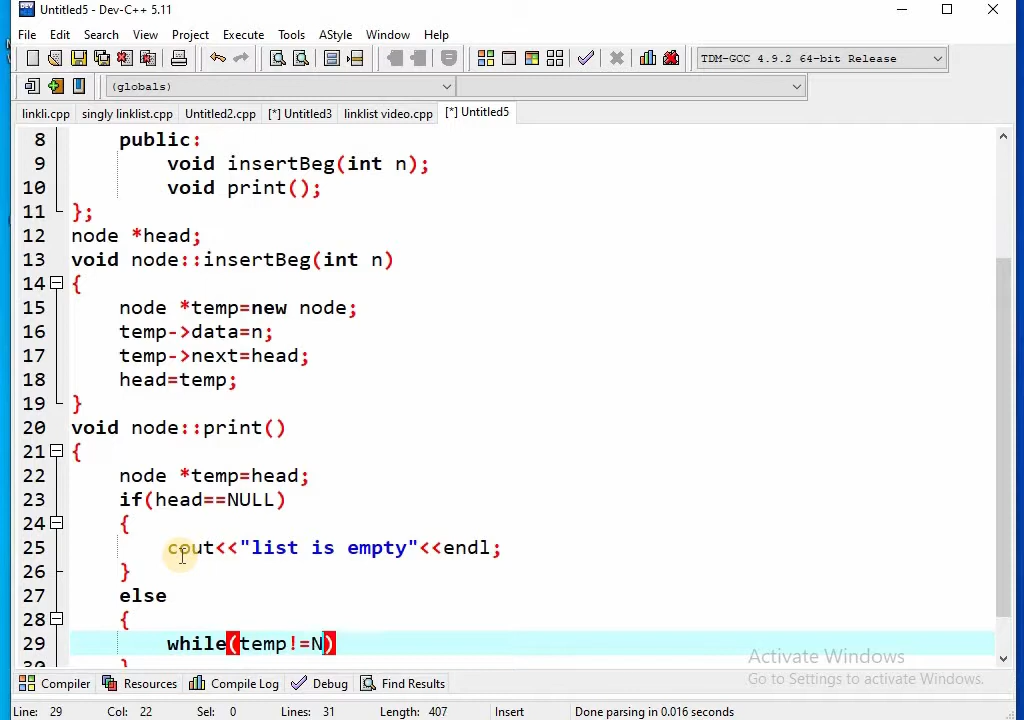 Untitled5 - Dev-C++ 5.11
File Edit Search View Project Execute Tools AStyle Window Help
TDM-GCC 4.9.2 64-bit Release
(globals)
linkli.cpp singly linklist.cpp Untitled2.cpp [*] Untitled3 linklist video.cpp [*] Untitled5
8 public:
9 void insertBeg(int n);
10 void print();
11 };
12 node *head;
13 void node::insertBeg(int n)
14 {
15 node *temp=new node;
16 temp->data=n;
17 temp->next=head;
18 head=temp;
19 }
20 void node::print()
21 {
22 node *temp=head;
23 if(head==NULL)
24 {
25 cout<<"list is empty"<<endl;
26 }
27 else
28 {
29 while(temp!=N)
30 }
Activate Windows
Go to Settings to activate Windows.
Compiler Resources Compile Log Debug Find Results
Line: 29 Col: 22 Sel: 0 Lines: 31 Length: 407 Insert Done parsing in 0.016 seconds